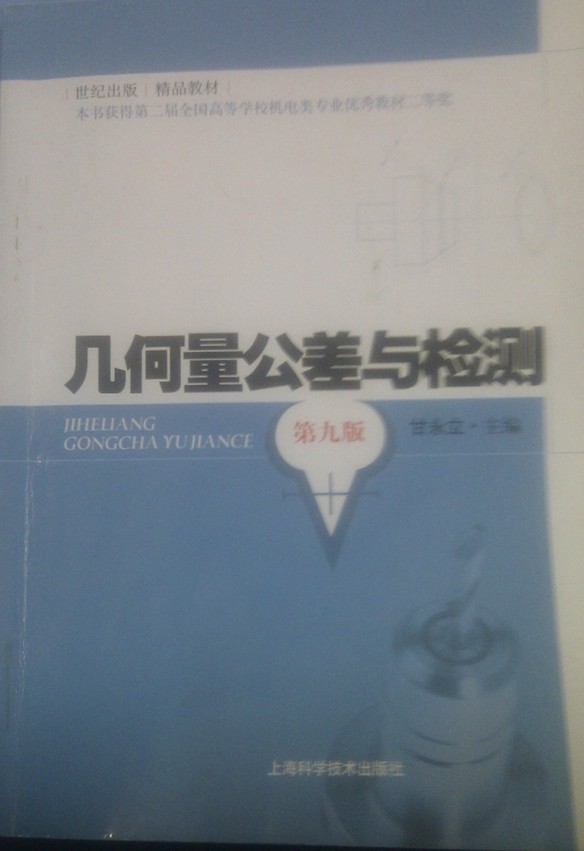 世纪出版 | 精品教材
本书获得第二届全国高等学校机电类专业优秀教材二等奖
几何量公差与检测
JIHELIANG
GONGCHA YU JIANCE
第九版
甘永立·主编
上海科学技术出版社